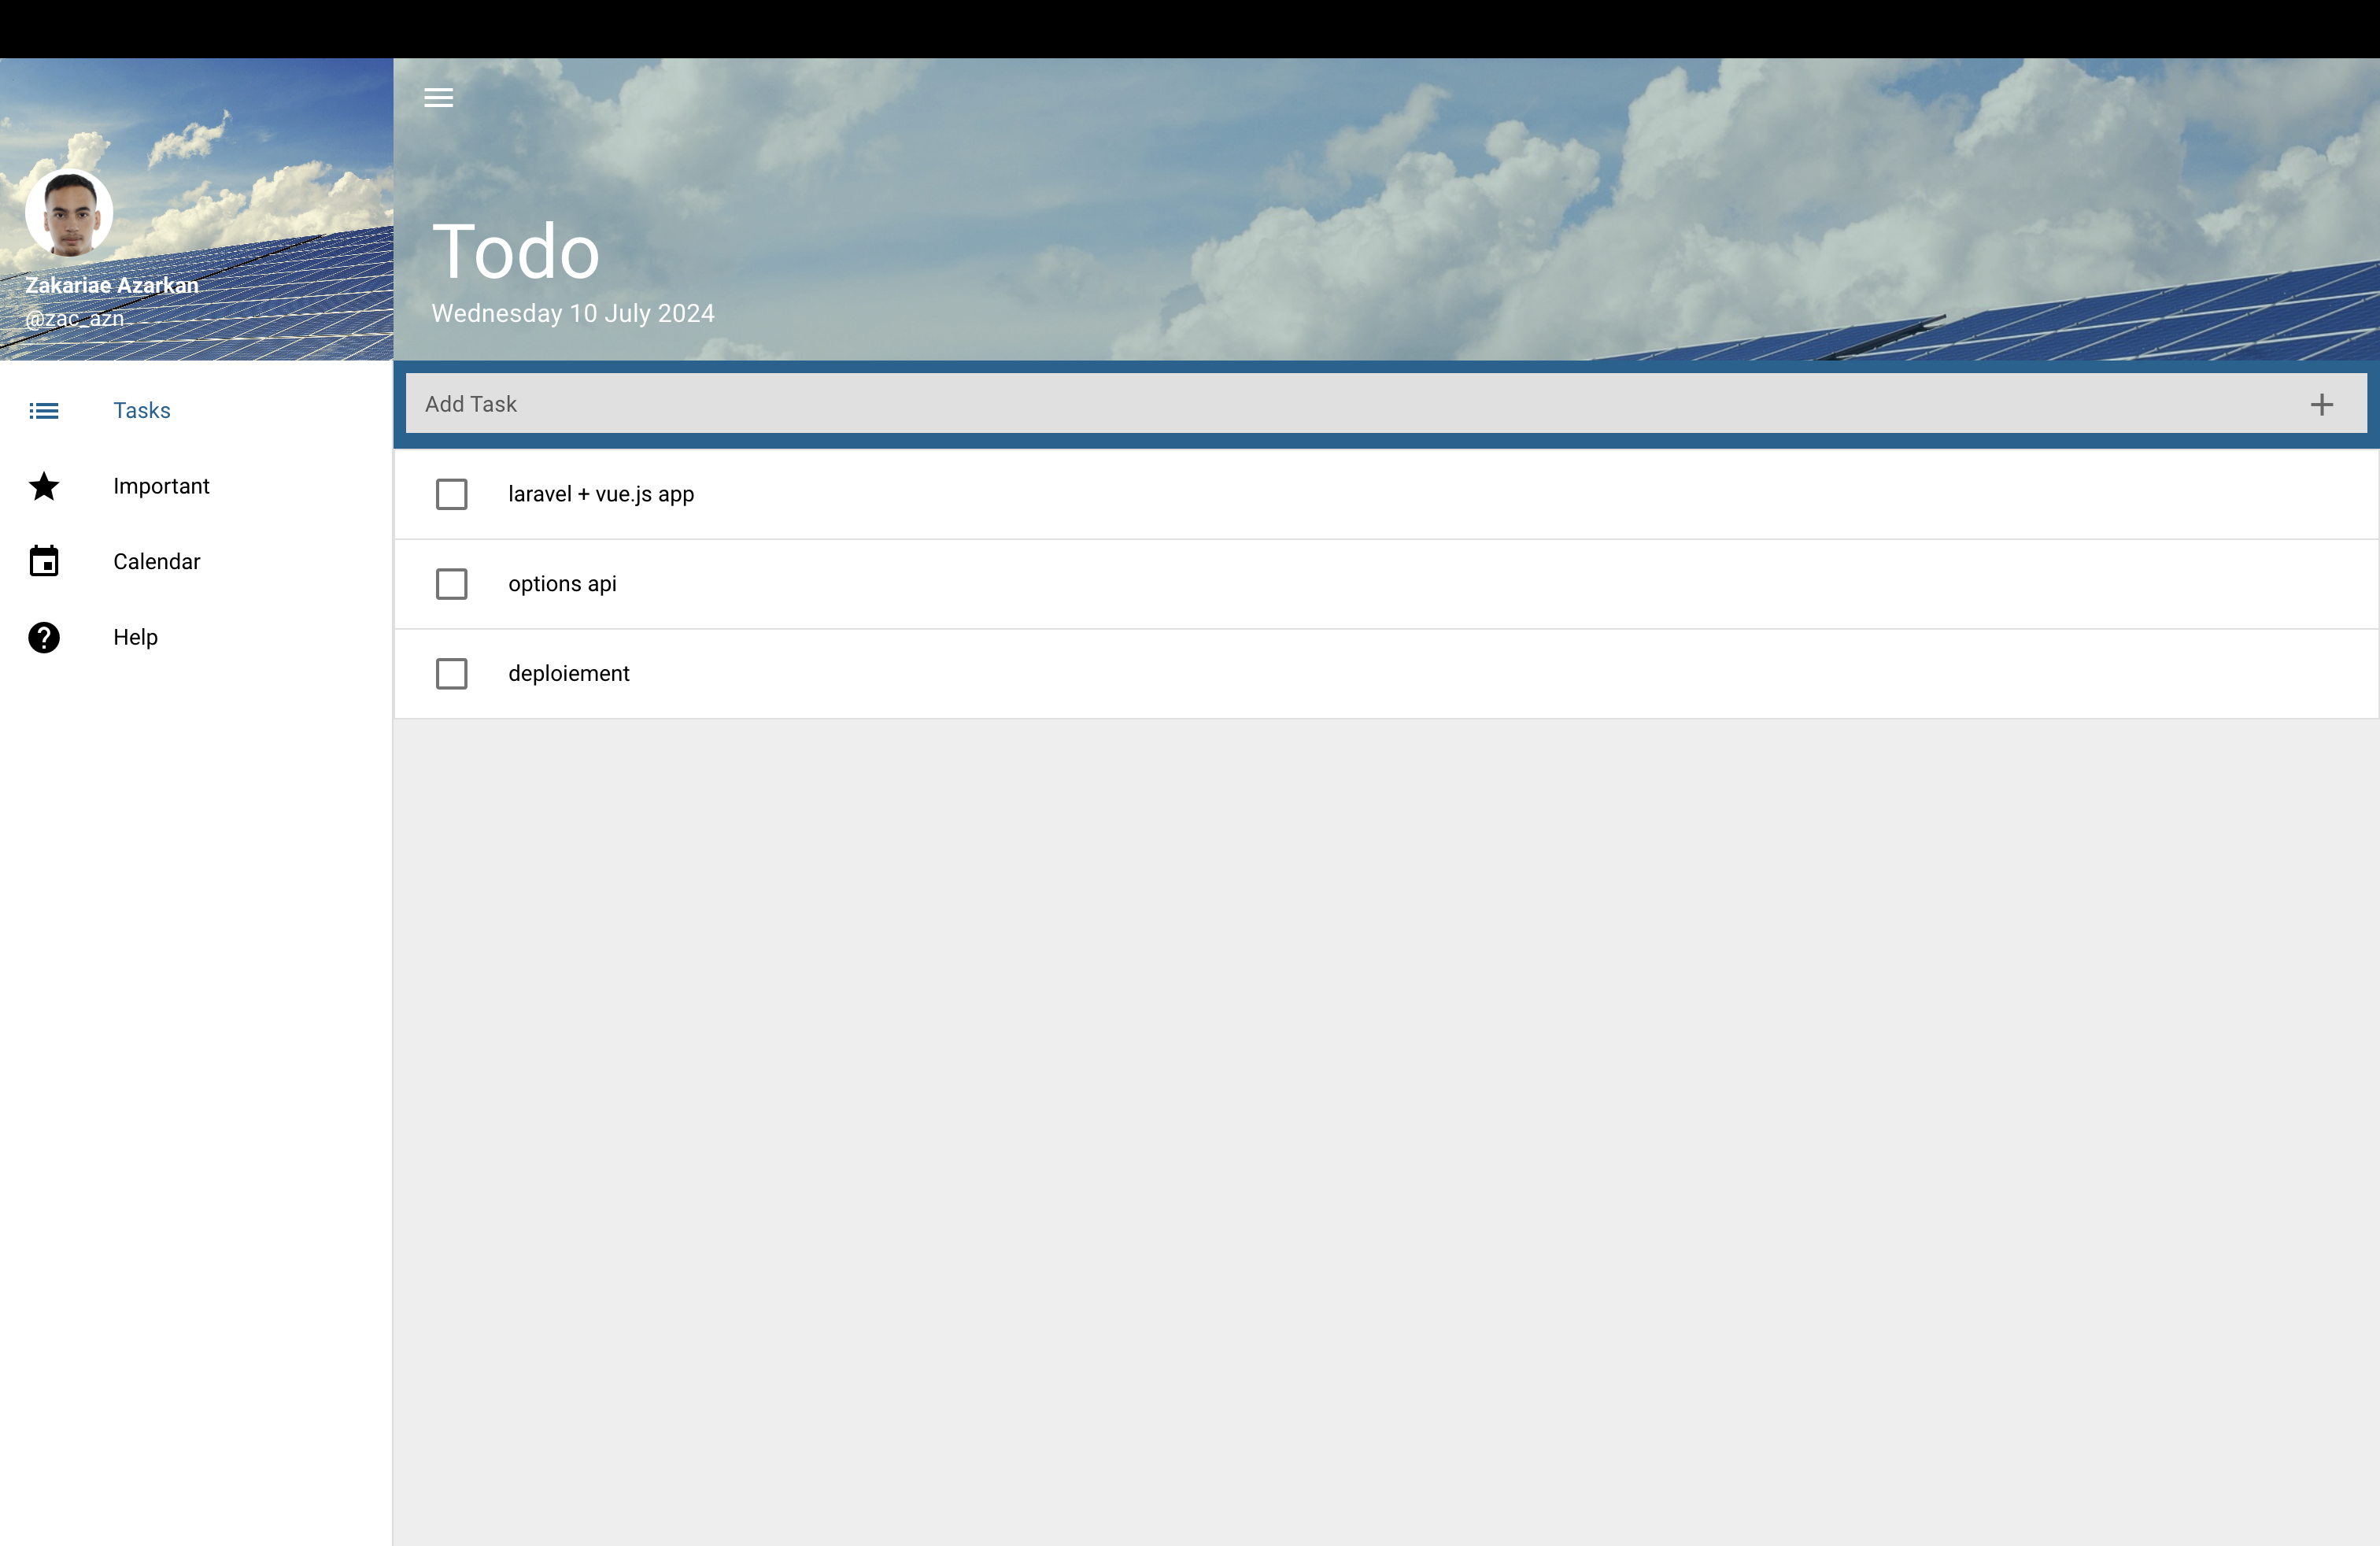 Zakariae Azarkan
@zac_azn
Tasks
Important
Calendar
Help
Todo
Wednesday 10 July 2024
Add Task
laravel + vue.js app
options api
deploiement